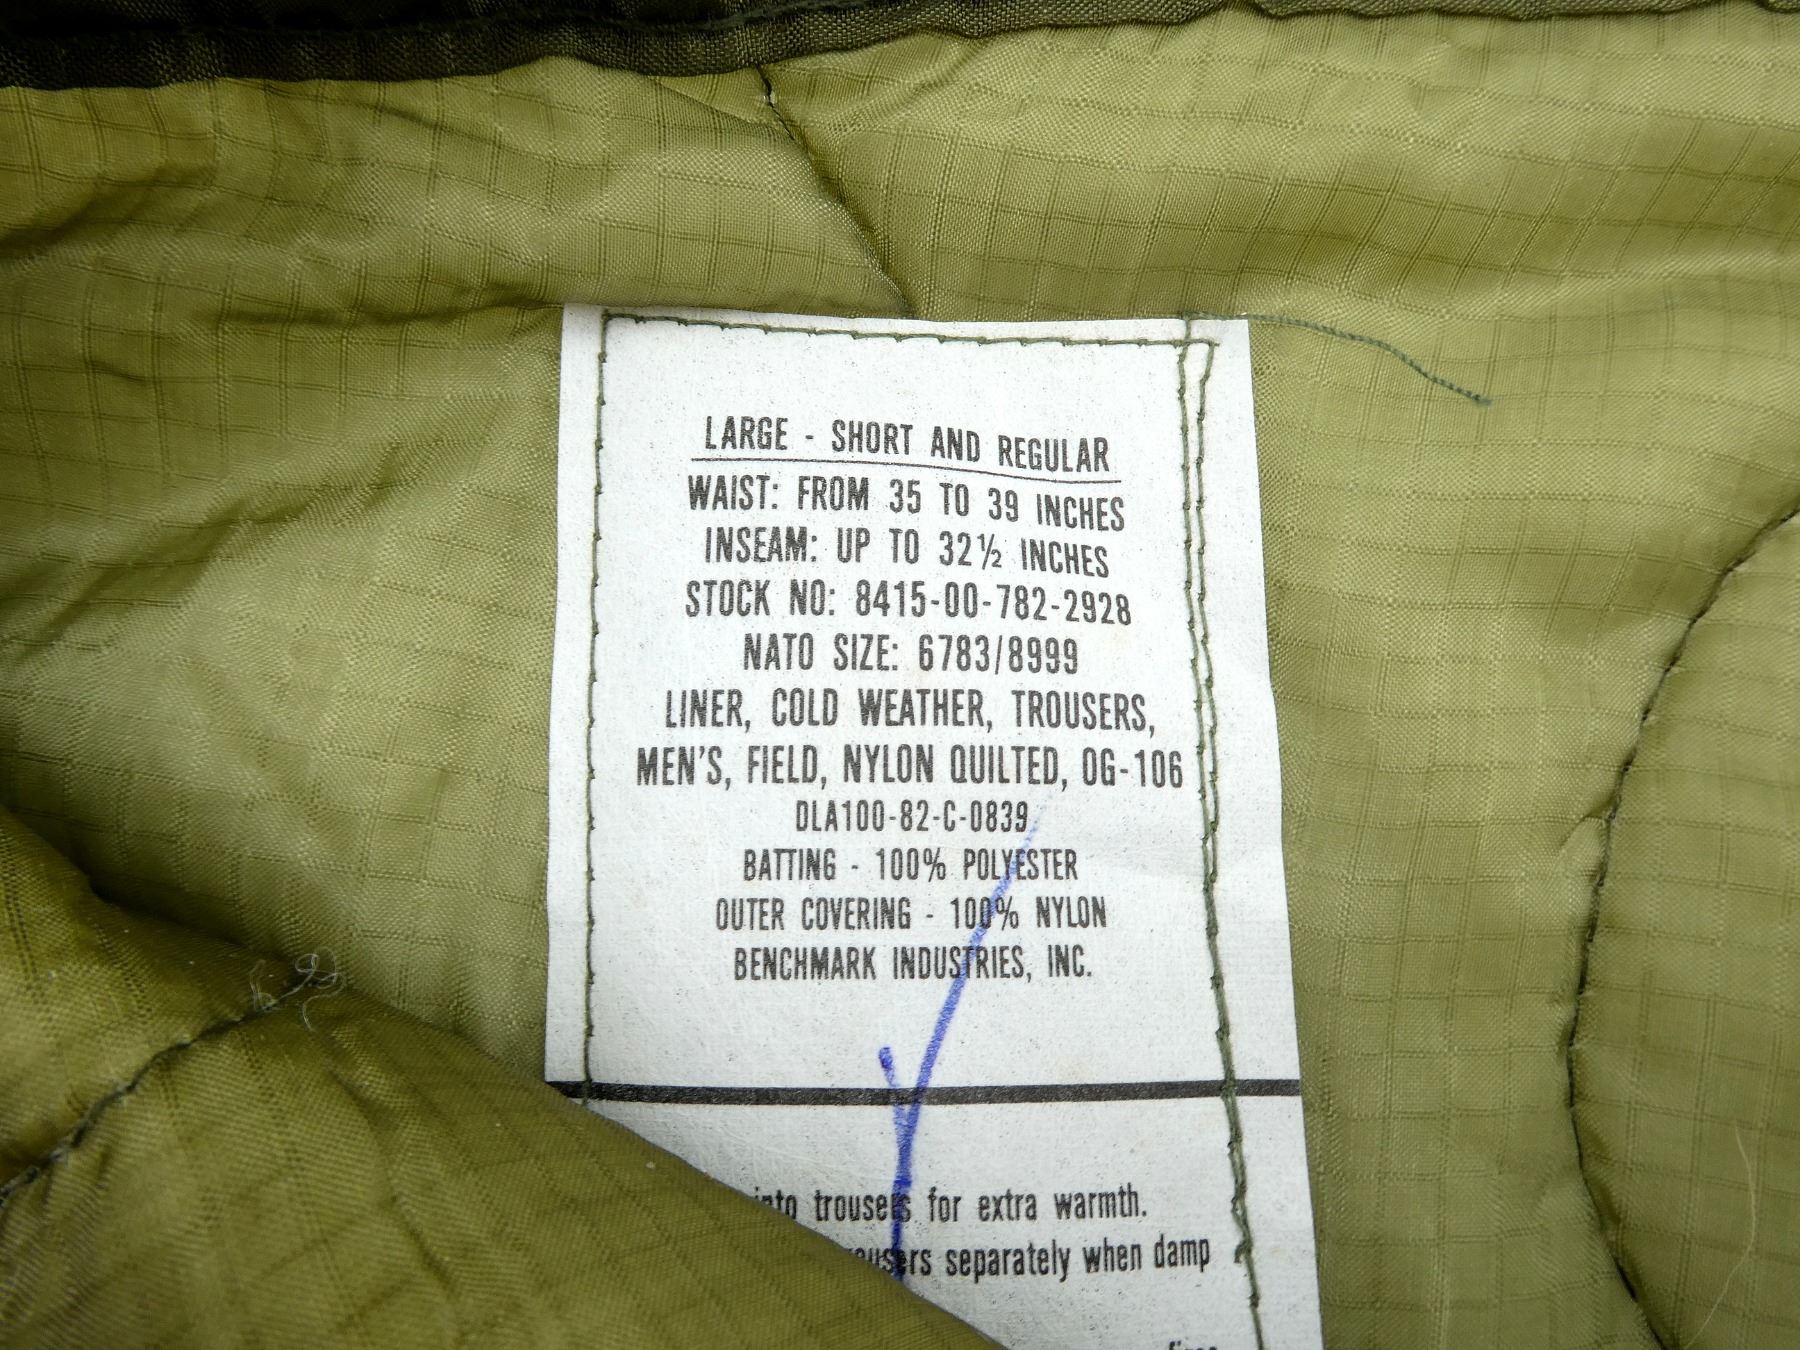 LARGE - SHORT AND REGULAR
WAIST: FROM 35 TO 39 INCHES
INSEAM: UP TO 32½ INCHES
STOCK NO: 8415-00-782-2928
NATO SIZE: 6783/8999
LINER, COLD WEATHER, TROUSERS,
MEN'S, FIELD, NYLON QUILTED, OG-106
DLA100-82-C-0839
BATTING - 100% POLYESTER
OUTER COVERING - 100% NYLON
BENCHMARK INDUSTRIES, INC.
into trousers for extra warmth.
separately when damp